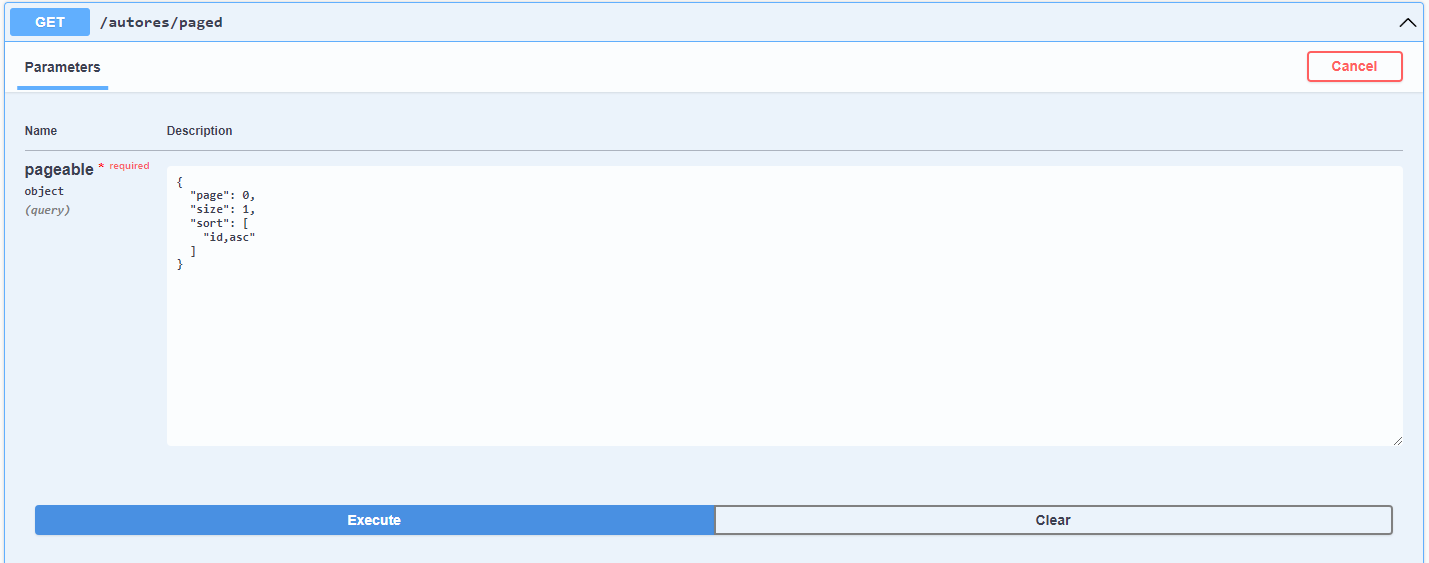 GET /autores/paged
Parameters
Cancel
Name Description
pageable * required
object
(query)
{
  "page": 0,
  "size": 1,
  "sort": [
    "id,asc"
  ]
}
Execute
Clear